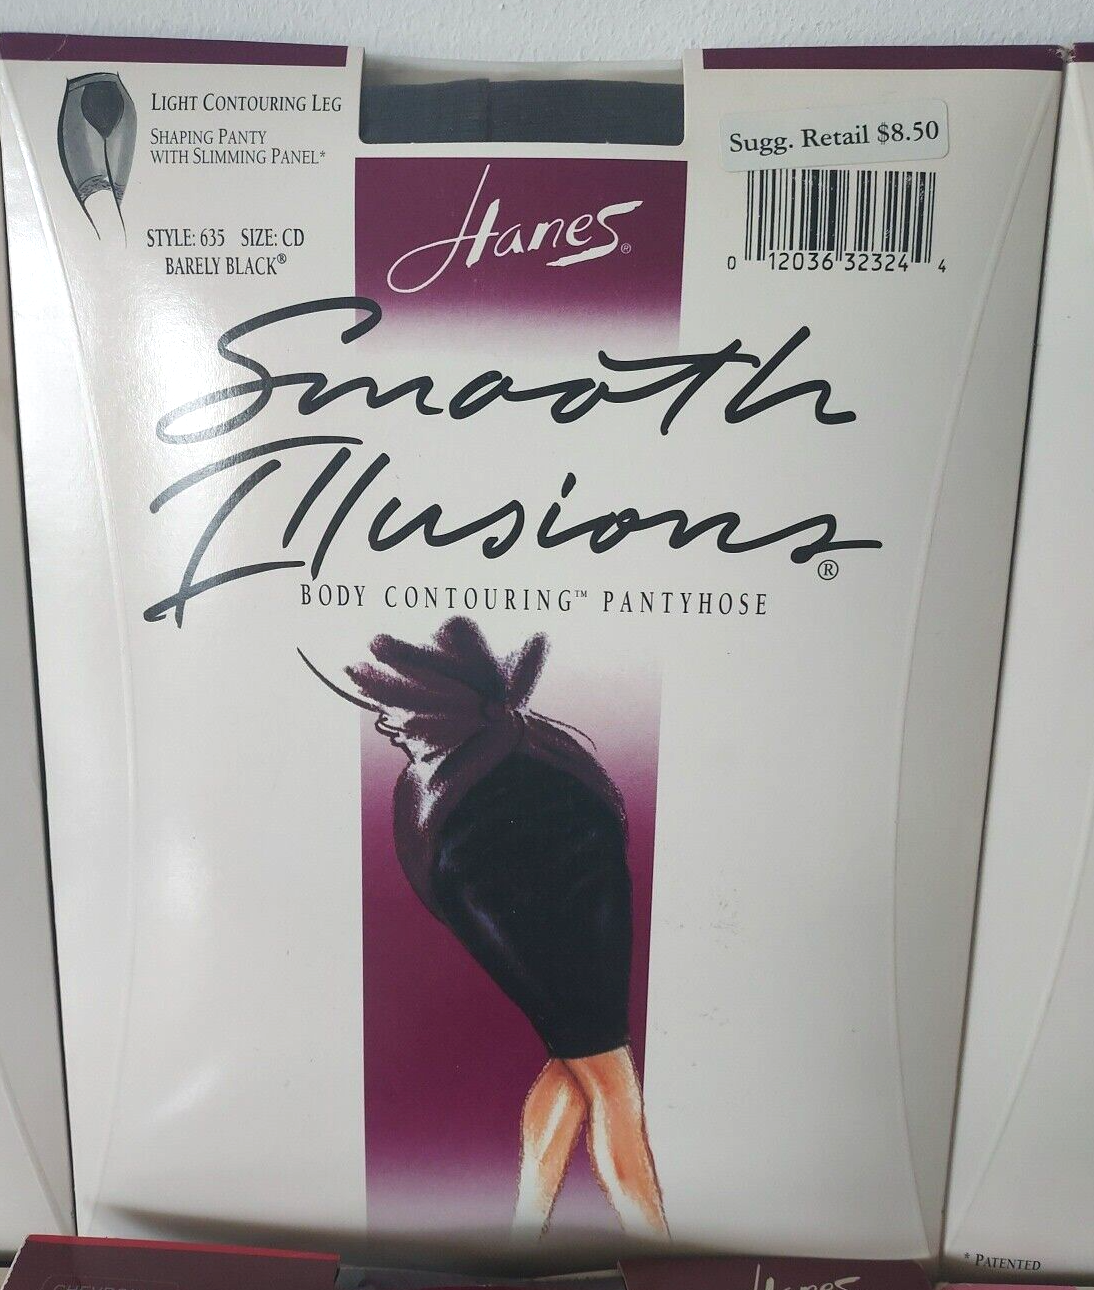 LIGHT CONTOURING LEG
SHAPING PANTY
WITH SLIMMING PANEL*
STYLE: 635 SIZE: CD
BARELY BLACK®
Hanes®
Sugg. Retail $8.50
0 12036 32324 4
Smooth
Illusions®
BODY CONTOURING™ PANTYHOSE
* PATENTED
Hanes